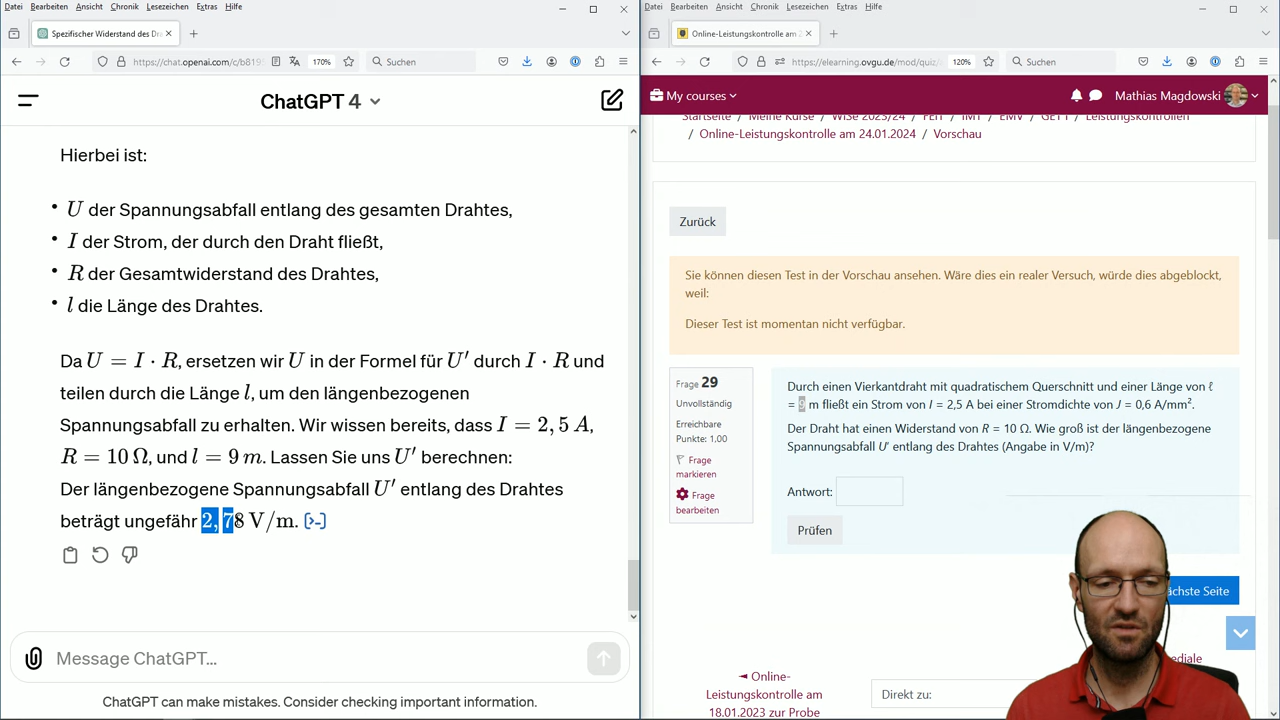 Datei Bearbeiten Ansicht Chronik Lesezeichen Extras Hilfe
Spezifischer Widerstand des Dra
https://chat.openai.com/c/b819
170%
Suchen
ChatGPT 4
Hierbei ist:
• U der Spannungsabfall entlang des gesamten Drahtes,
• I der Strom, der durch den Draht fließt,
• R der Gesamtwiderstand des Drahtes,
• l die Länge des Drahtes.
Da U = I · R, ersetzen wir U in der Formel für U′ durch I · R und
teilen durch die Länge l, um den längenbezogenen
Spannungsabfall zu erhalten. Wir wissen bereits, dass I = 2, 5 A,
R = 10 Ω, und l = 9 m. Lassen Sie uns U′ berechnen:
Der längenbezogene Spannungsabfall U′ entlang des Drahtes
beträgt ungefähr 2, 78 V/m. [>-]
Message ChatGPT…
ChatGPT can make mistakes. Consider checking important information.
Datei Bearbeiten Ansicht Chronik Lesezeichen Extras Hilfe
Online-Leistungskontrolle am 2
https://elearning.ovgu.de/mod/quiz/
120%
Suchen
My courses
Mathias Magdowski
Startseite / Meine Kurse / WiSe 2023/24 / FEIT / IMT / EMV / GET1 / Leistungskontrollen
/ Online-Leistungskontrolle am 24.01.2024 / Vorschau
Zurück
Sie können diesen Test in der Vorschau ansehen. Wäre dies ein realer Versuch, würde dies abgeblockt,
weil:
Dieser Test ist momentan nicht verfügbar.
Frage 29
Unvollständig
Erreichbare
Punkte: 1,00
Frage
markieren
Frage
bearbeiten
Durch einen Vierkantdraht mit quadratischem Querschnitt und einer Länge von ℓ
= 9 m fließt ein Strom von I = 2,5 A bei einer Stromdichte von J = 0,6 A/mm².
Der Draht hat einen Widerstand von R = 10 Ω. Wie groß ist der längenbezogene
Spannungsabfall U′ entlang des Drahtes (Angabe in V/m)?
Antwort:
Prüfen
ächste Seite
◄ Online-
Leistungskontrolle am
18.01.2023 zur Probe
Direkt zu:
ediale